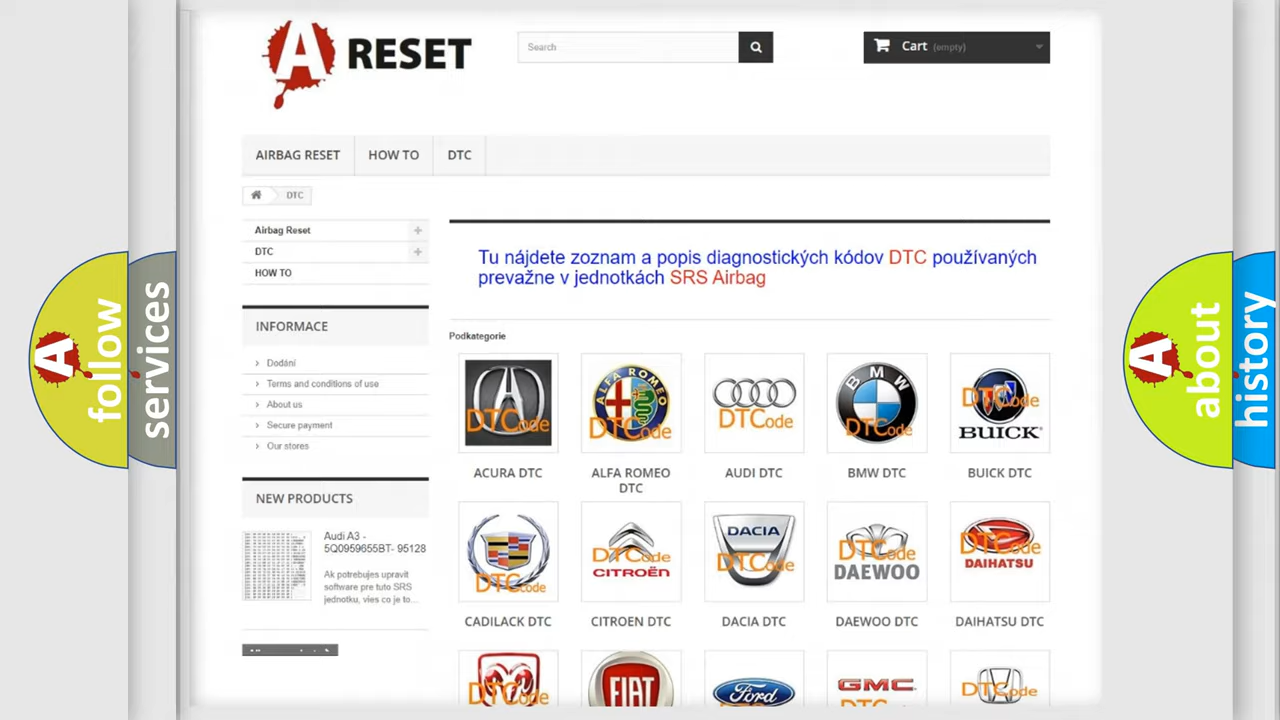 A RESET
Search
Cart (empty)
AIRBAG RESET
HOW TO
DTC
DTC
Airbag Reset
DTC
HOW TO
INFORMACE
Dodání
Terms and conditions of use
About us
Secure payment
Our stores
NEW PRODUCTS
Audi A3 -
5Q0959655BT- 95128
Ak potrebujes upravit
software pre tuto SRS
jednotku, vies co je to...
Tu nájdete zoznam a popis diagnostických kódov DTC používaných
prevažne v jednotkách SRS Airbag
Podkategorie
DTCode
ALFA ROMEO
DTCode
DTCode
BMW
DTCode
DTCode
BUICK
ACURA DTC
ALFA ROMEO
DTC
AUDI DTC
BMW DTC
BUICK DTC
DTCode
DTCode
CITROËN
DACIA
DTCode
DTCode
DAEWOO
DTCode
DAIHATSU
CADILACK DTC
CITROEN DTC
DACIA DTC
DAEWOO DTC
DAIHATSU DTC
DTCode
FIAT
Ford
GMC
DTCode
A follow
services
A about
history